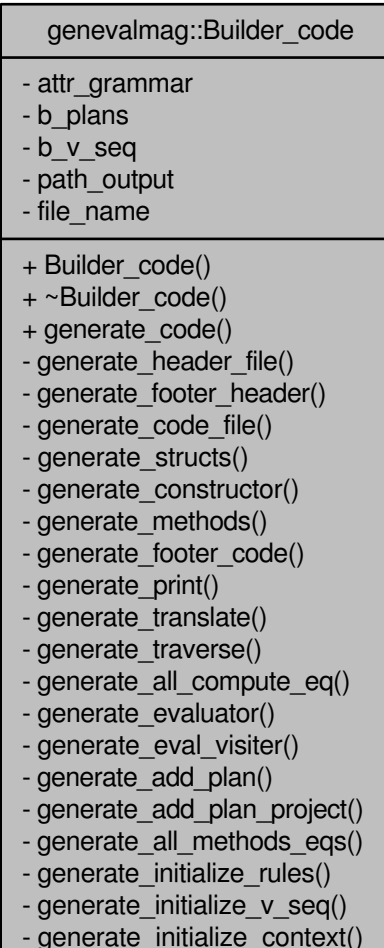 genevalmag::Builder_code
- attr_grammar
- b_plans
- b_v_seq
- path_output
- file_name
+ Builder_code()
+ ~Builder_code()
+ generate_code()
- generate_header_file()
- generate_footer_header()
- generate_code_file()
- generate_structs()
- generate_constructor()
- generate_methods()
- generate_footer_code()
- generate_print()
- generate_translate()
- generate_traverse()
- generate_all_compute_eq()
- generate_evaluator()
- generate_eval_visiter()
- generate_add_plan()
- generate_add_plan_project()
- generate_all_methods_eqs()
- generate_initialize_rules()
- generate_initialize_v_seq()
- generate_initialize_context()